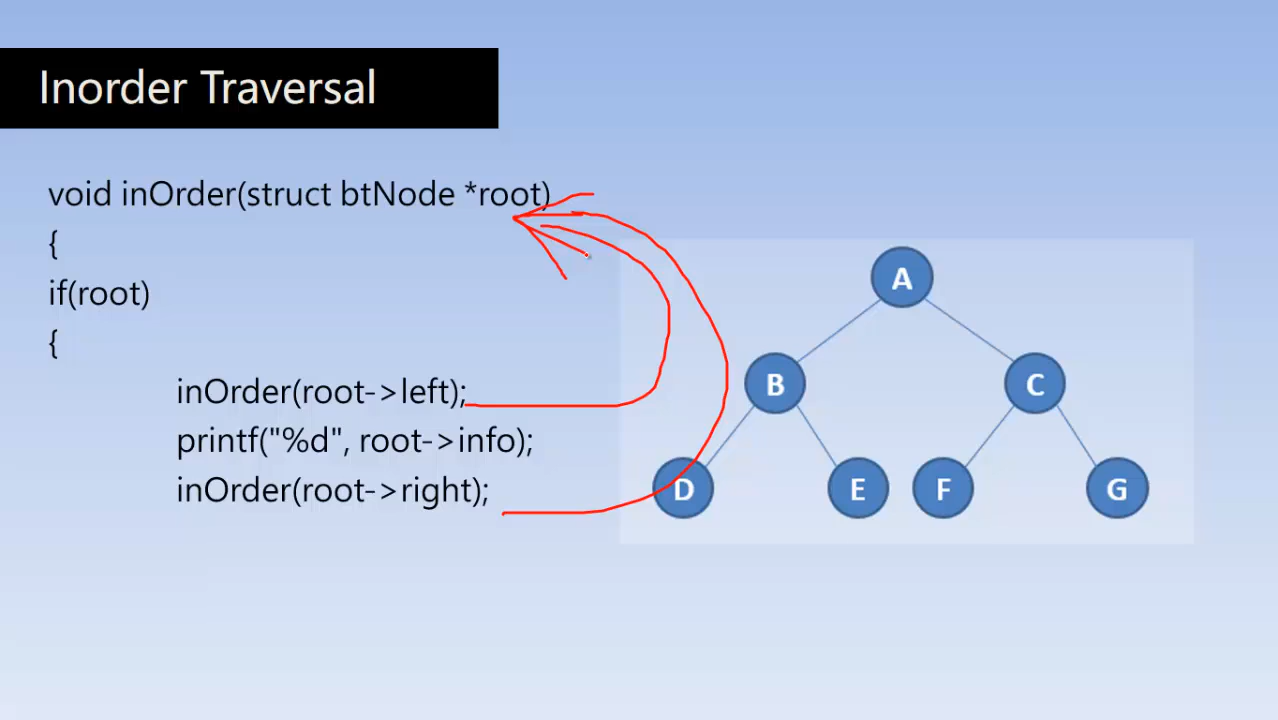 Inorder Traversal
void inOrder(struct btNode *root)
{
if(root)
{
inOrder(root->left);
printf("%d", root->info);
inOrder(root->right);
A
B C
D E F G